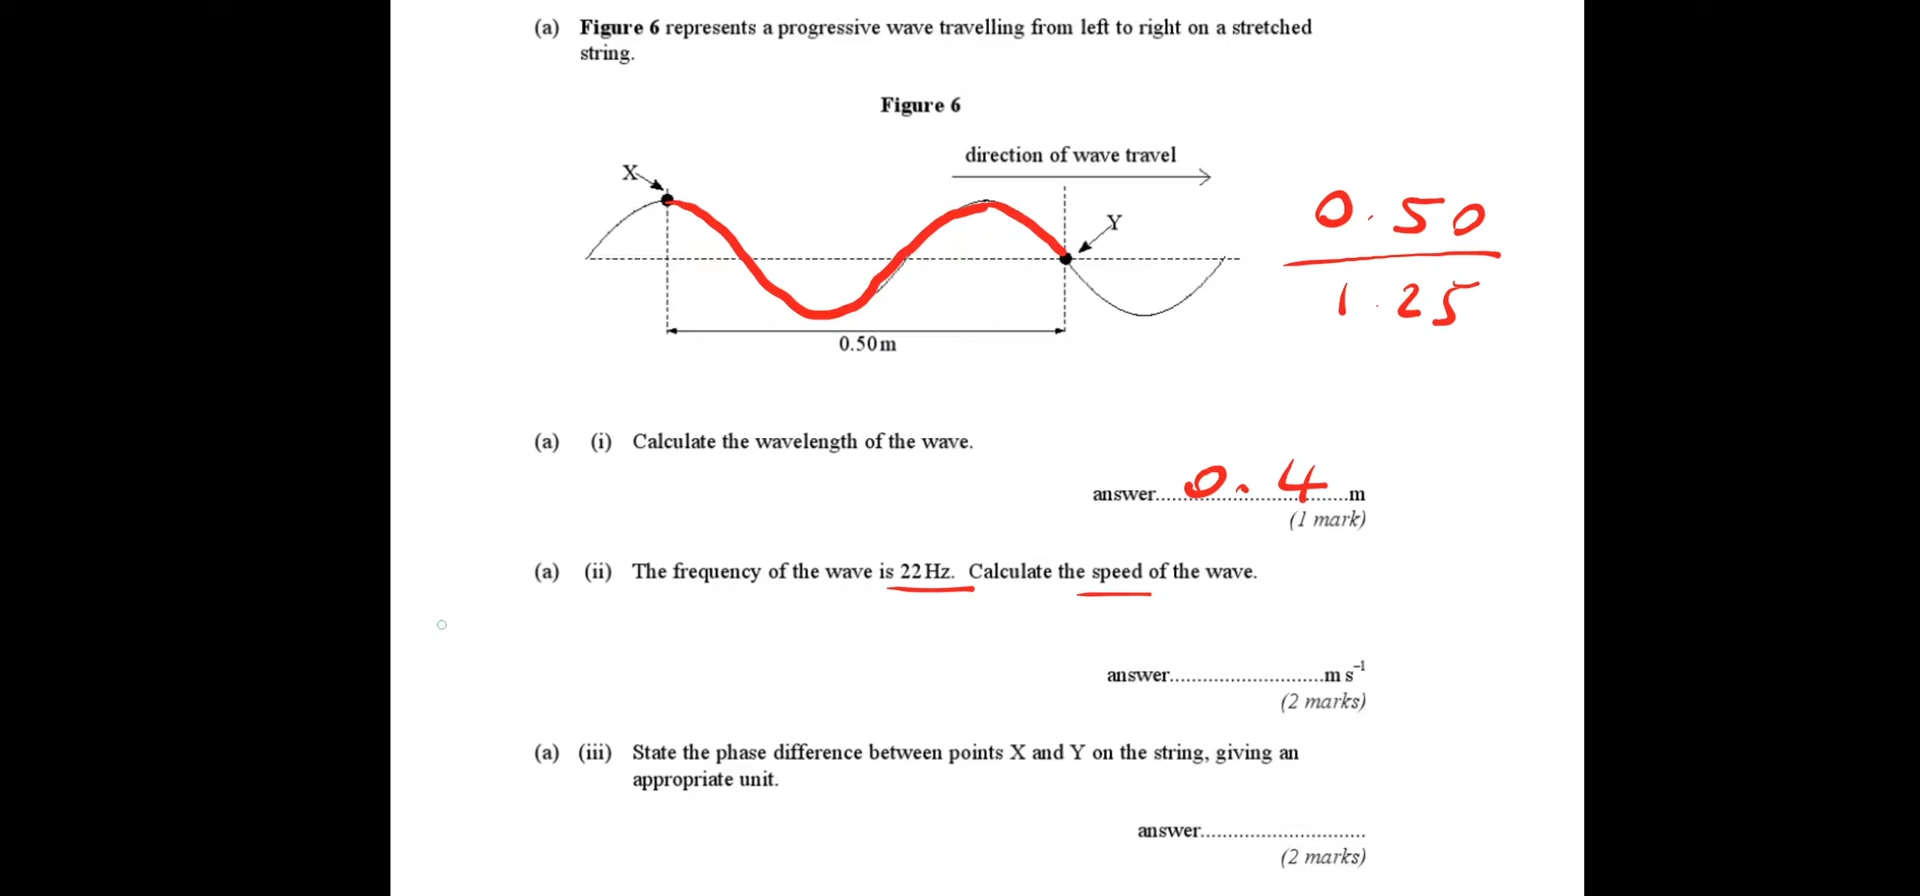 (a) Figure 6 represents a progressive wave travelling from left to right on a stretched
string.
Figure 6
direction of wave travel
X
Y
0.50
1.25
0.50 m
(a) (i) Calculate the wavelength of the wave.
answer..............0.4..............m
(1 mark)
(a) (ii) The frequency of the wave is 22 Hz. Calculate the speed of the wave.
answer............................m s⁻¹
(2 marks)
(a) (iii) State the phase difference between points X and Y on the string, giving an
appropriate unit.
answer..............................
(2 marks)